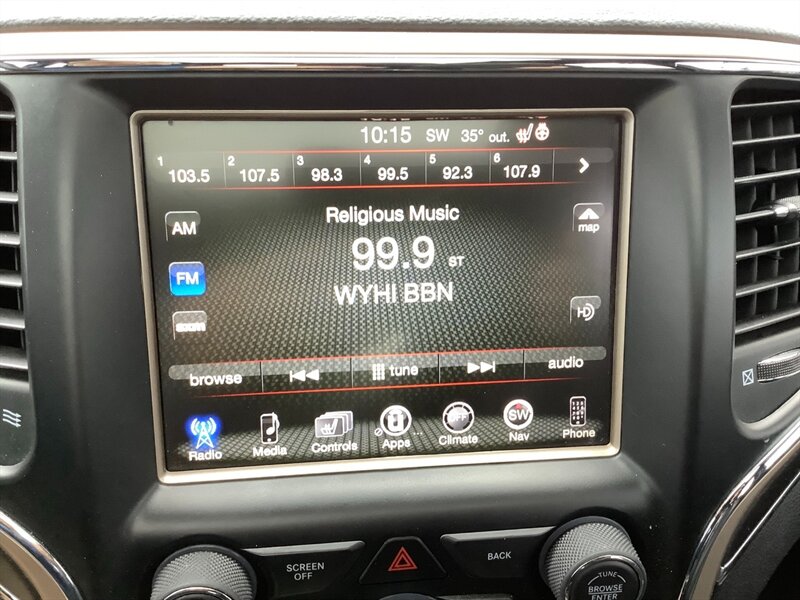 10:15 SW 35° out.
1 103.5 2 107.5 3 98.3 4 99.5 5 92.3 6 107.9
Religious Music
AM
map
99.9 ST
FM
WYHI BBN
HD
browse tune audio
OFF SW
Radio Media Controls Apps Climate Nav Phone
SCREEN OFF
BACK
TUNE
BROWSE
ENTER